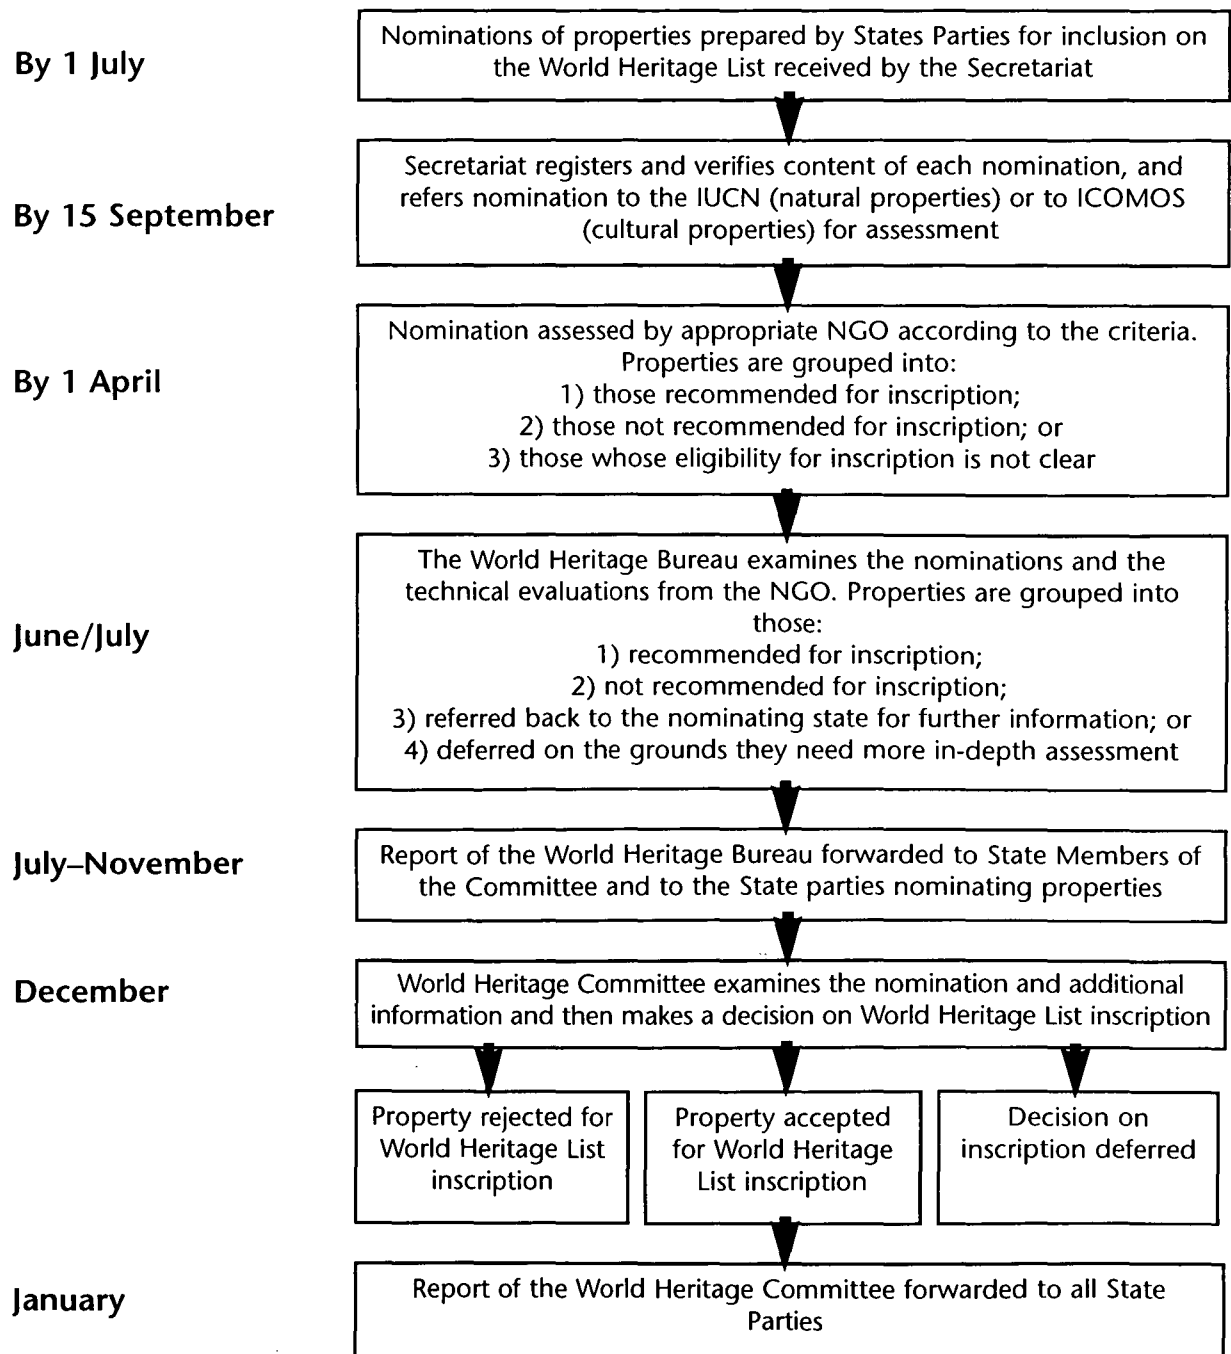 By 1 July
Nominations of properties prepared by States Parties for inclusion on
the World Heritage List received by the Secretariat
By 15 September
Secretariat registers and verifies content of each nomination, and
refers nomination to the IUCN (natural properties) or to ICOMOS
(cultural properties) for assessment
By 1 April
Nomination assessed by appropriate NGO according to the criteria.
Properties are grouped into:
1) those recommended for inscription;
2) those not recommended for inscription; or
3) those whose eligibility for inscription is not clear
June/July
The World Heritage Bureau examines the nominations and the
technical evaluations from the NGO. Properties are grouped into
those:
1) recommended for inscription;
2) not recommended for inscription;
3) referred back to the nominating state for further information; or
4) deferred on the grounds they need more in-depth assessment
July–November
Report of the World Heritage Bureau forwarded to State Members of
the Committee and to the State parties nominating properties
December
World Heritage Committee examines the nomination and additional
information and then makes a decision on World Heritage List inscription
Property rejected for
World Heritage List
inscription
Property accepted
for World Heritage
List inscription
Decision on
inscription deferred
January
Report of the World Heritage Committee forwarded to all State
Parties